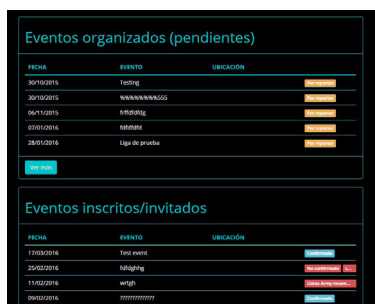 Eventos organizados (pendientes)
FECHA EVENTO UBICACIÓN
30/10/2015 Testing Por reportar
30/10/2015 %%%%%%%%555 Por reportar
06/11/2015 frffdfdfdg Por reportar
07/01/2016 fdfdfdfd Por reportar
28/01/2016 Liga de prueba Por reportar
Ver más
Eventos inscritos/invitados
FECHA EVENTO UBICACIÓN
17/03/2016 Test event Confirmado
25/02/2016 fdfdghhg No confirmado L...
11/02/2016 wrtgh Listas Army incorre...
09/02/2016